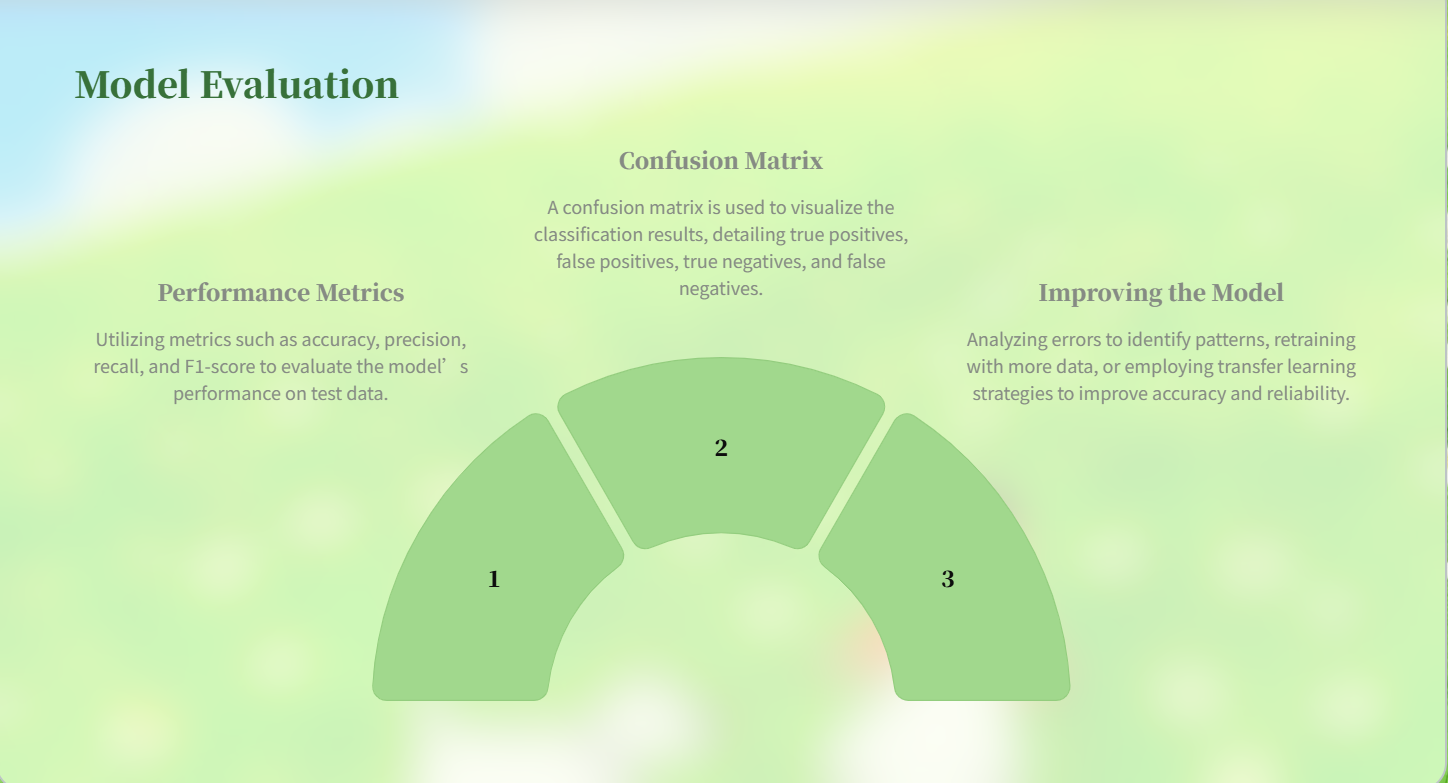 Model Evaluation
Confusion Matrix
A confusion matrix is used to visualize the
classification results, detailing true positives,
false positives, true negatives, and false
negatives.
Performance Metrics
Utilizing metrics such as accuracy, precision,
recall, and F1-score to evaluate the model’s
performance on test data.
Improving the Model
Analyzing errors to identify patterns, retraining
with more data, or employing transfer learning
strategies to improve accuracy and reliability.
2
1
3